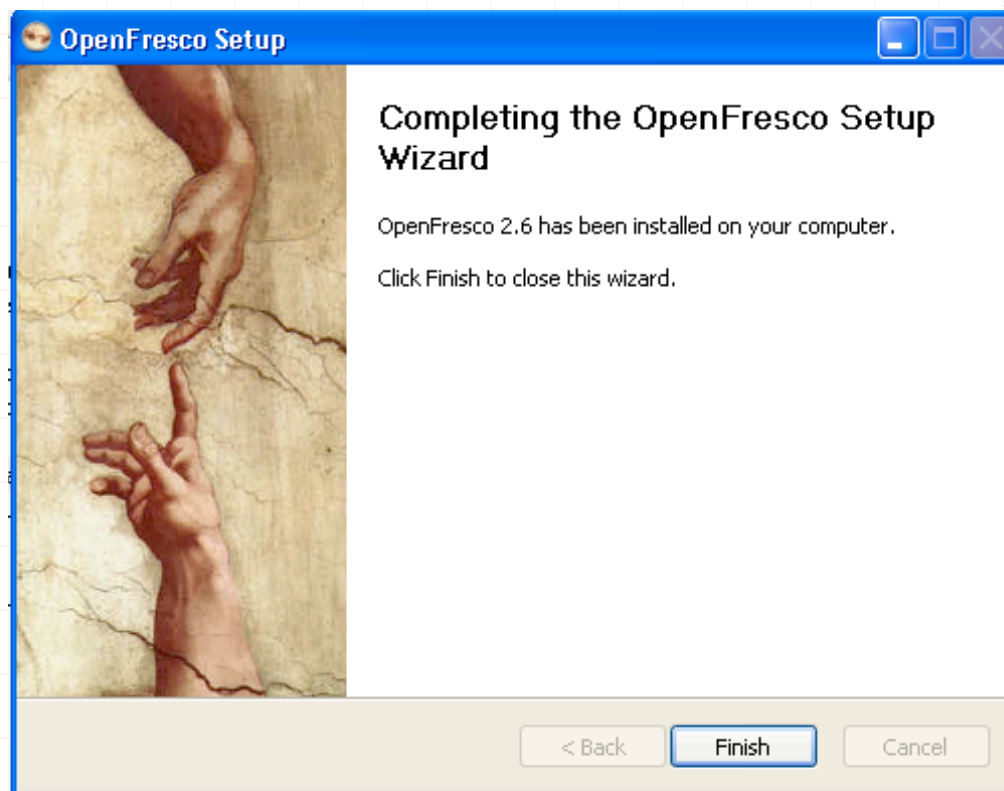 OpenFresco Setup
Completing the OpenFresco Setup
Wizard
OpenFresco 2.6 has been installed on your computer.
Click Finish to close this wizard.
< Back
Finish
Cancel